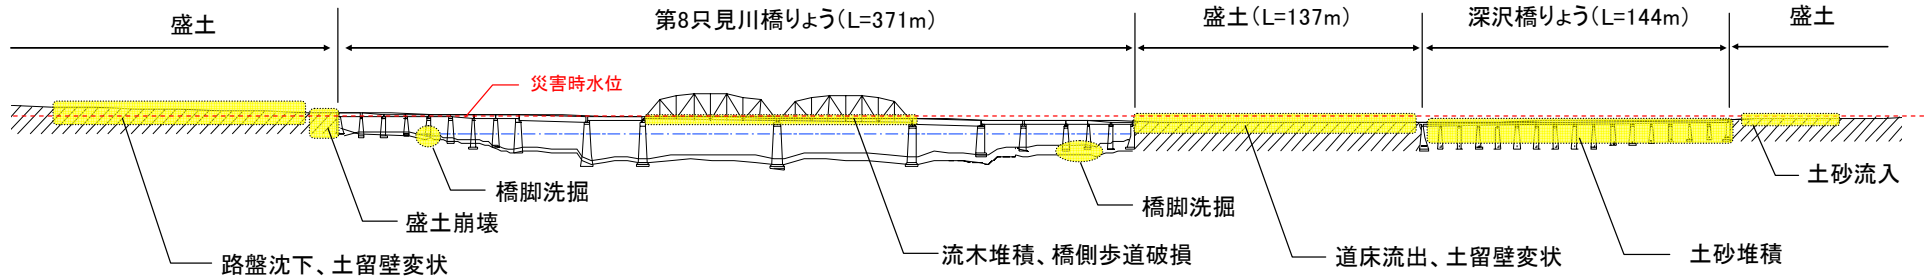 盛土
第8只見川橋りょう(L=371m)
盛土(L=137m)
深沢橋りょう(L=144m)
盛土
災害時水位
橋脚洗掘
盛土崩壊
路盤沈下、土留壁変状
橋脚洗掘
流木堆積、橋側歩道破損
道床流出、土留壁変状
土砂堆積
土砂流入